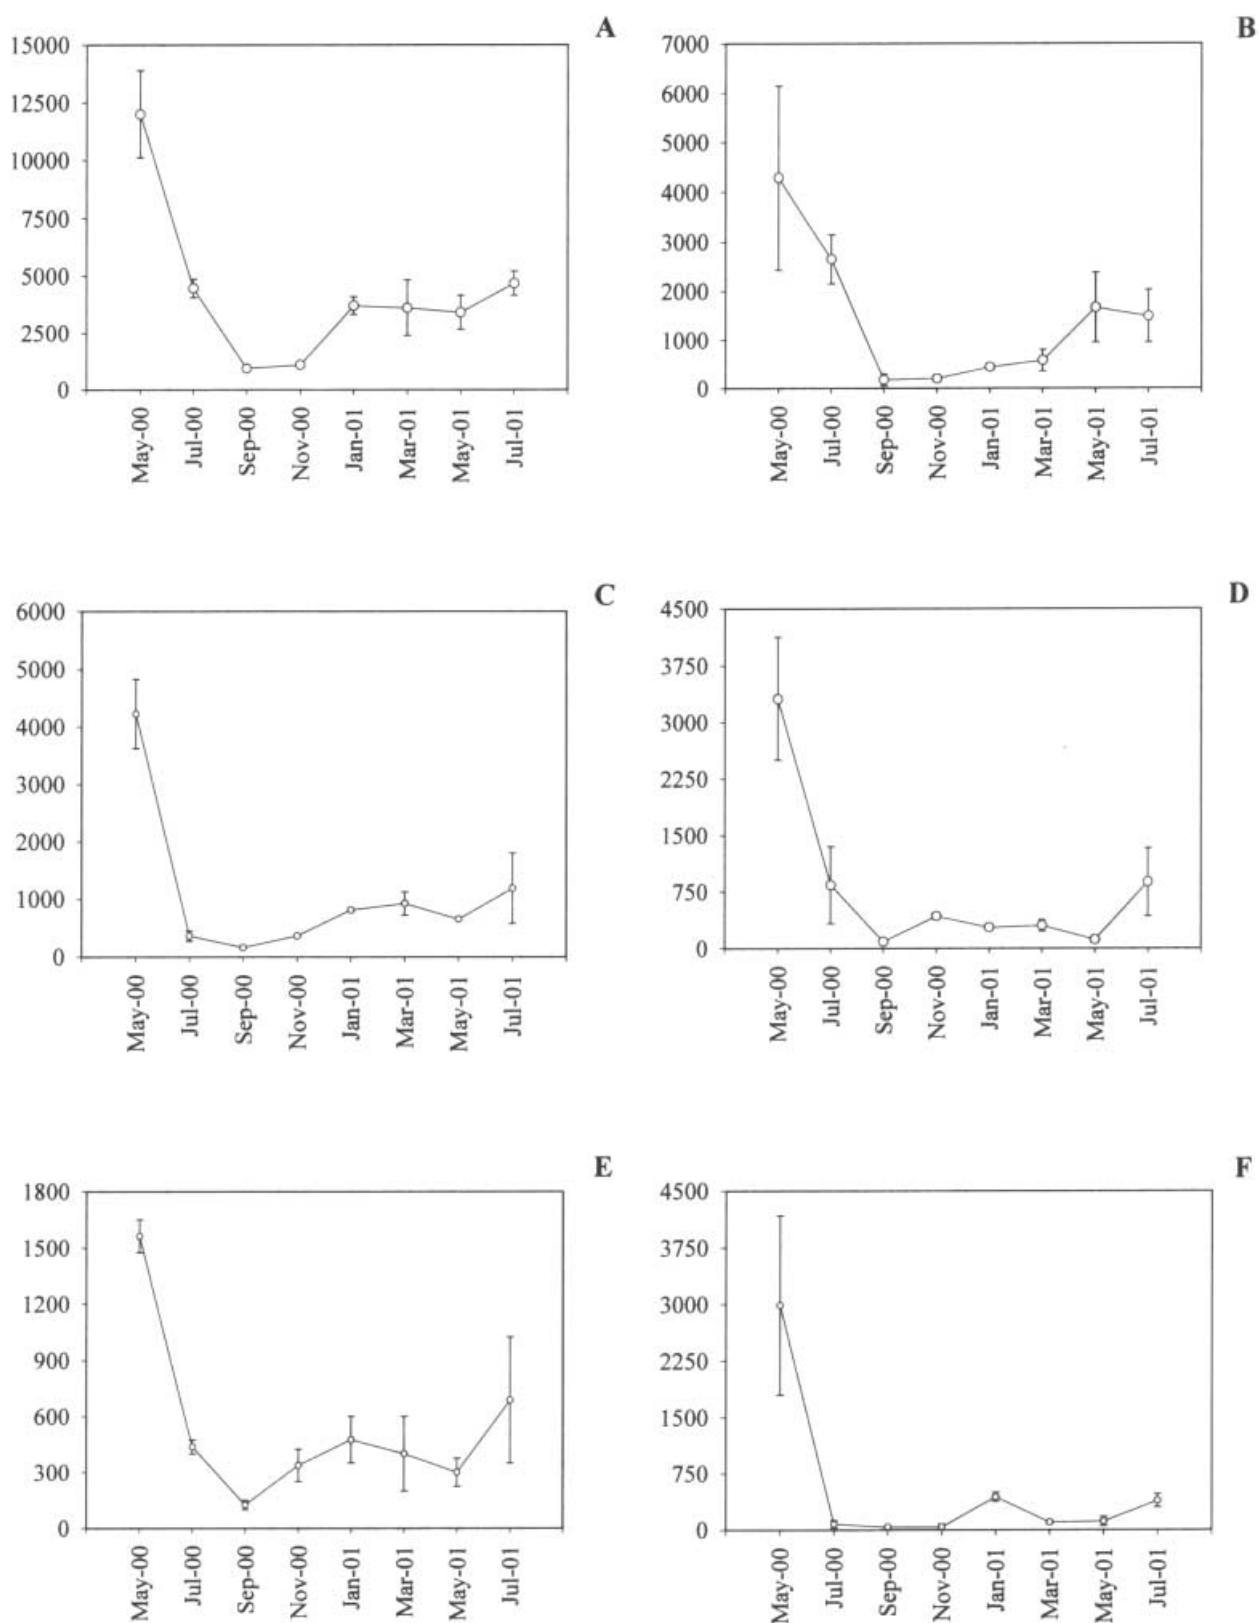 A
15000
12500
10000
7500
5000
2500
0
May-00
Jul-00
Sep-00
Nov-00
Jan-01
Mar-01
May-01
Jul-01
B
7000
6000
5000
4000
3000
2000
1000
0
May-00
Jul-00
Sep-00
Nov-00
Jan-01
Mar-01
May-01
Jul-01
C
6000
5000
4000
3000
2000
1000
0
May-00
Jul-00
Sep-00
Nov-00
Jan-01
Mar-01
May-01
Jul-01
D
4500
3750
3000
2250
1500
750
0
May-00
Jul-00
Sep-00
Nov-00
Jan-01
Mar-01
May-01
Jul-01
E
1800
1500
1200
900
600
300
0
May-00
Jul-00
Sep-00
Nov-00
Jan-01
Mar-01
May-01
Jul-01
F
4500
3750
3000
2250
1500
750
0
May-00
Jul-00
Sep-00
Nov-00
Jan-01
Mar-01
May-01
Jul-01